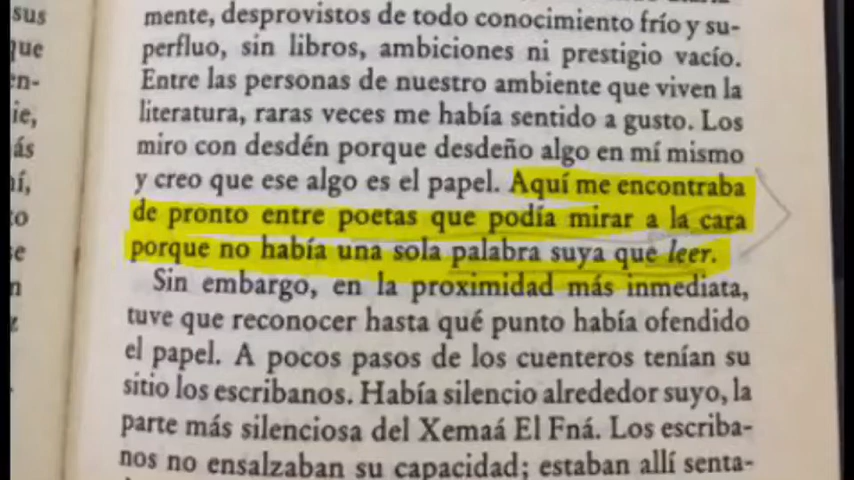 sus
que
en-
ie,
ás
o
se
n
mente, desprovistos de todo conocimiento frío y su-
perfluo, sin libros, ambiciones ni prestigio vacío.
Entre las personas de nuestro ambiente que viven la
literatura, raras veces me había sentido a gusto. Los
miro con desdén porque desdeño algo en mí mismo
y creo que ese algo es el papel. Aquí me encontraba
de pronto entre poetas que podía mirar a la cara
porque no había una sola palabra suya que leer.
Sin embargo, en la proximidad más inmediata,
tuve que reconocer hasta qué punto había ofendido
el papel. A pocos pasos de los cuenteros tenían su
sitio los escribanos. Había silencio alrededor suyo, la
parte más silenciosa del Xemaá El Fná. Los escriba-
nos no ensalzaban su capacidad; estaban allí senta-